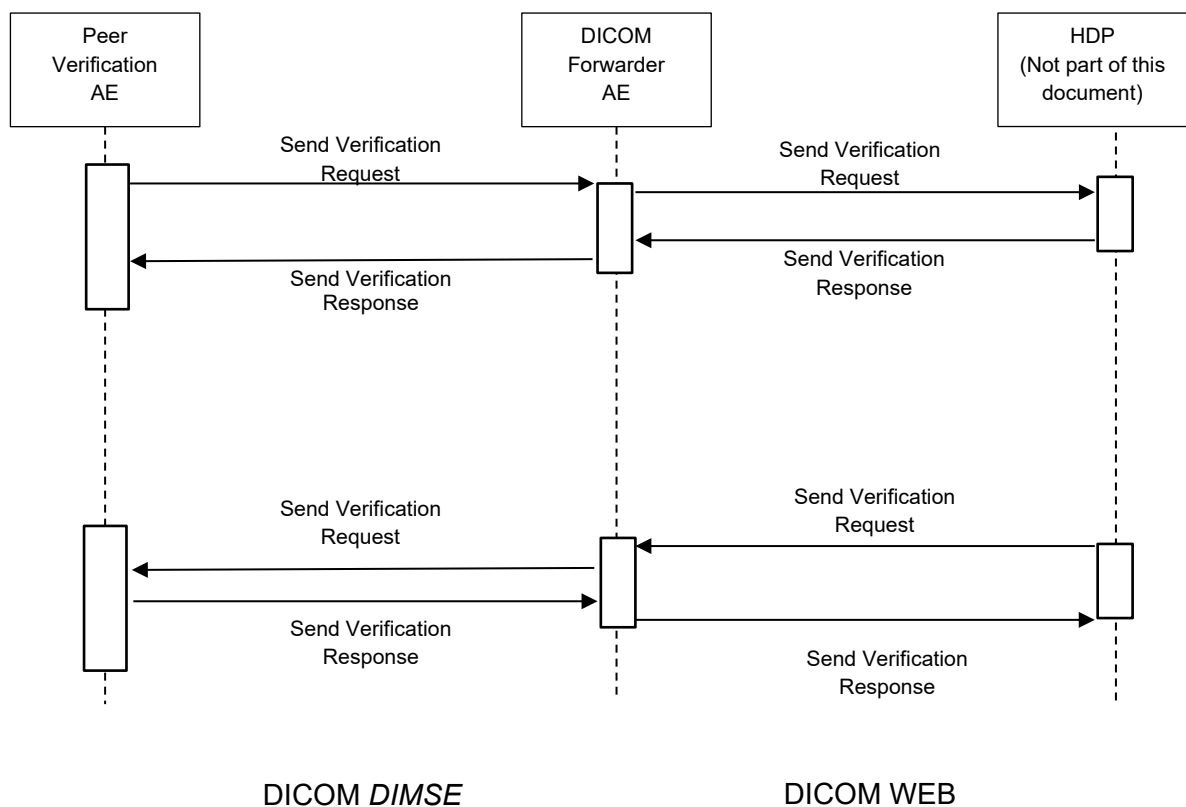 Peer
Verification
AE
DICOM
Forwarder
AE
HDP
(Not part of this
document)
Send Verification
Request
Send Verification
Request
Send Verification
Response
Send Verification
Response
Send Verification
Request
Send Verification
Request
Send Verification
Response
Send Verification
Response
DICOM DIMSE
DICOM WEB